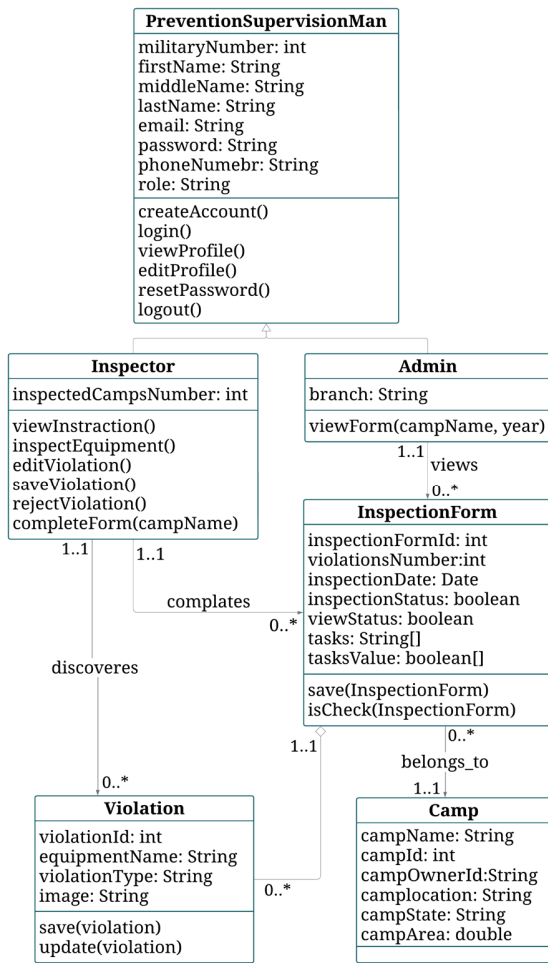 PreventionSupervisionMan
militaryNumber: int
firstName: String
middleName: String
lastName: String
email: String
password: String
phoneNumebr: String
role: String
createAccount()
login()
viewProfile()
editProfile()
resetPassword()
logout()
Inspector
inspectedCampsNumber: int
viewInstraction()
inspectEquipment()
editViolation()
saveViolation()
rejectViolation()
completeForm(campName)
Admin
branch: String
viewForm(campName, year)
1..1
views
0..*
InspectionForm
inspectionFormId: int
violationsNumber:int
inspectionDate: Date
inspectionStatus: boolean
viewStatus: boolean
tasks: String[]
tasksValue: boolean[]
save(InspectionForm)
isCheck(InspectionForm)
1..1
1..1
complates
0..*
discoveres
0..*
1..1
0..*
belongs_to
1..1
Violation
violationId: int
equipmentName: String
violationType: String
image: String
save(violation)
update(violation)
0..*
Camp
campName: String
campId: int
campOwnerId:String
camplocation: String
campState: String
campArea: double